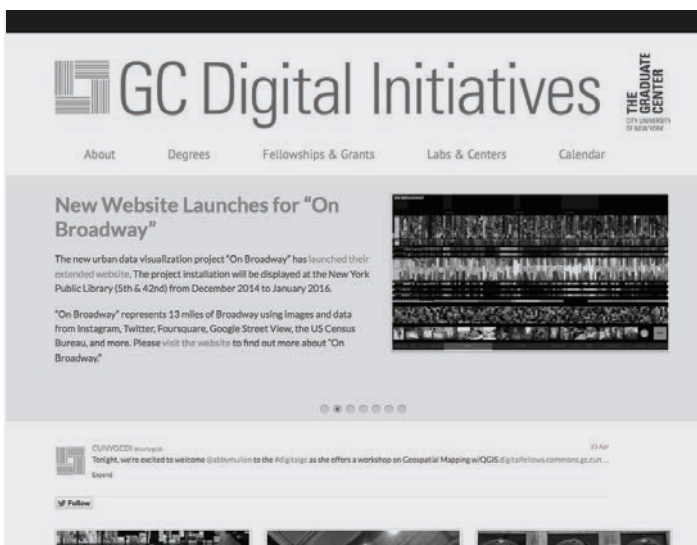 GC Digital Initiatives
THE
GRADUATE
CENTER
CITY UNIVERSITY
OF NEW YORK
About Degrees Fellowships & Grants Labs & Centers Calendar
New Website Launches for “On
Broadway”
The new urban data visualization project “On Broadway” has launched their
extended website. The project installation will be displayed at the New York
Public Library (5th & 42nd) from December 2014 to January 2016.
“On Broadway” represents 13 miles of Broadway using images and data
from Instagram, Twitter, Foursquare, Google Street View, the US Census
Bureau, and more. Please visit the website to find out more about “On
Broadway.”
CUNYGCDI @cunygcdi 23 Apr
Tonight, we're excited to welcome @abbymullen to the #digitalgc as she offers a workshop on Geospatial Mapping w/QGIS digitalfellows.commons.gc.cun...
Expand
Follow